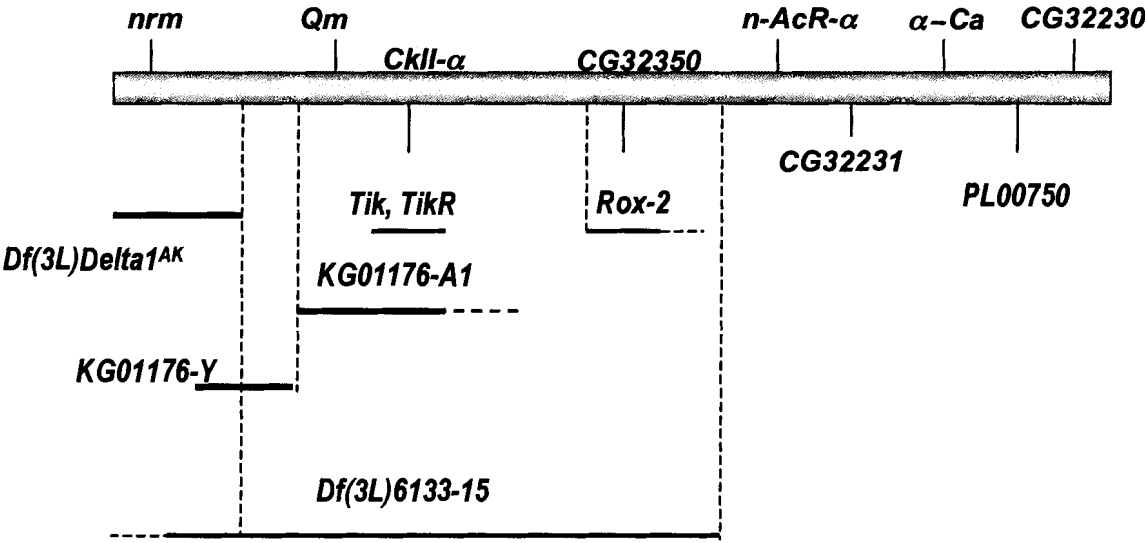 nrm Qm n-AcR-α α–Ca CG32230
CkII-α CG32350
CG32231
PL00750
Tik, TikR Rox-2
Df(3L)Delta1ᴬᴷ
KG01176-A1
KG01176-Y
Df(3L)6133-15